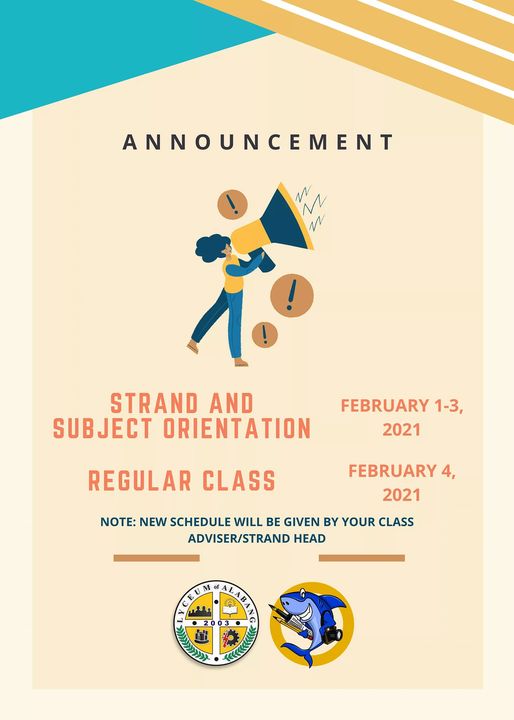 ANNOUNCEMENT
STRAND AND
SUBJECT ORIENTATION
FEBRUARY 1-3,
2021
REGULAR CLASS
FEBRUARY 4,
2021
NOTE: NEW SCHEDULE WILL BE GIVEN BY YOUR CLASS
ADVISER/STRAND HEAD
LYCEUM of ALABANG
2003